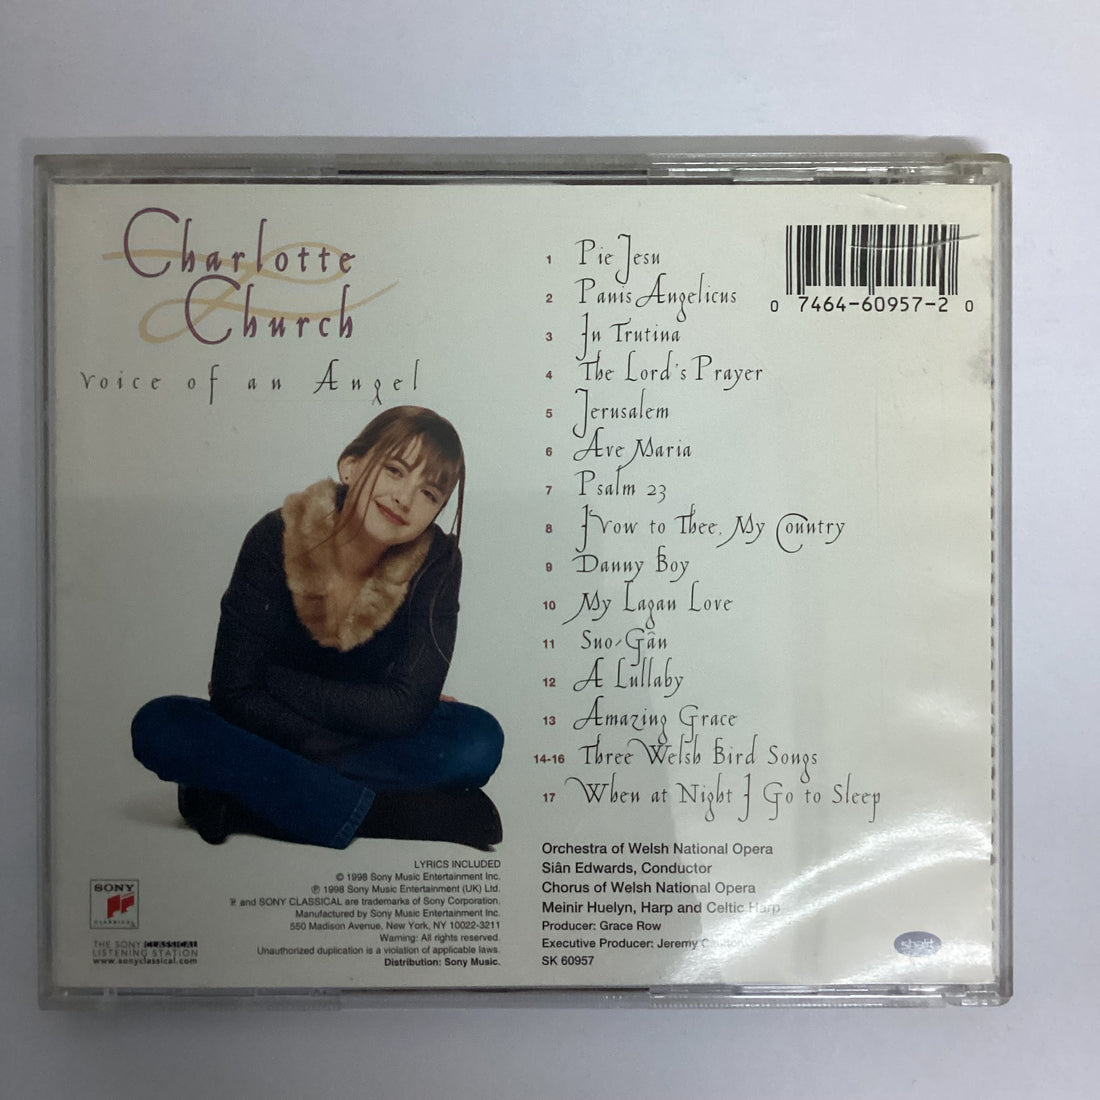 Charlotte
Church
voice of an Angel
1 Pie Jesu
2 Panis Angelicus
3 In Trutina
4 The Lord's Prayer
5 Jerusalem
6 Ave Maria
7 Psalm 23
8 I Vow to Thee, My Country
9 Danny Boy
10 My Lagan Love
11 Suo-Gân
12 A Lullaby
13 Amazing Grace
14-16 Three Welsh Bird Songs
17 When at Night I Go to Sleep
0 7464-60957-2 0
Orchestra of Welsh National Opera
Siân Edwards, Conductor
Chorus of Welsh National Opera
Meinir Huelyn, Harp and Celtic Harp
Producer: Grace Row
Executive Producer: Jeremy Caulton
SK 60957
LYRICS INCLUDED
© 1998 Sony Music Entertainment Inc.
℗ 1998 Sony Music Entertainment (UK) Ltd.
and SONY CLASSICAL are trademarks of Sony Corporation.
Manufactured by Sony Music Entertainment Inc.
550 Madison Avenue, New York, NY 10022-3211
Warning: All rights reserved.
Unauthorized duplication is a violation of applicable laws.
Distribution: Sony Music.
SONY
CLASSICAL
THE SONY CLASSICAL
LISTENING STATION
www.sonyclassical.com